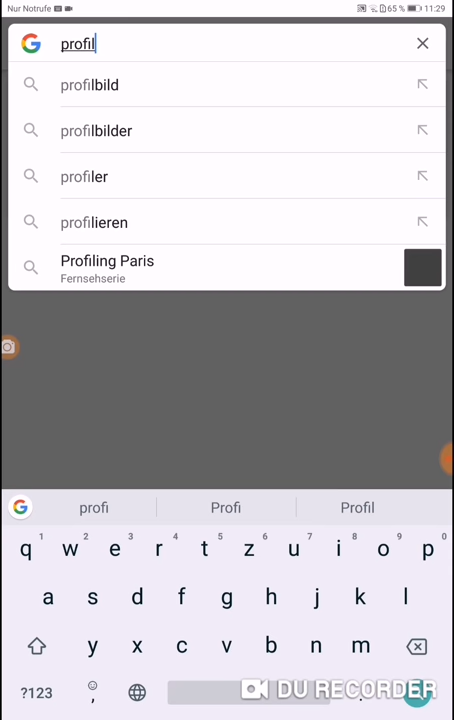 Nur Notrufe 65 % 11:29
profil
profilbild
profilbilder
profiler
profilieren
Profiling Paris
Fernsehserie
profi Profi Profil
1 2 3 4 5 6 7 8 9 0
q w e r t z u i o p
a s d f g h j k l
y x c v b n m
?123 , .
DU RECORDER